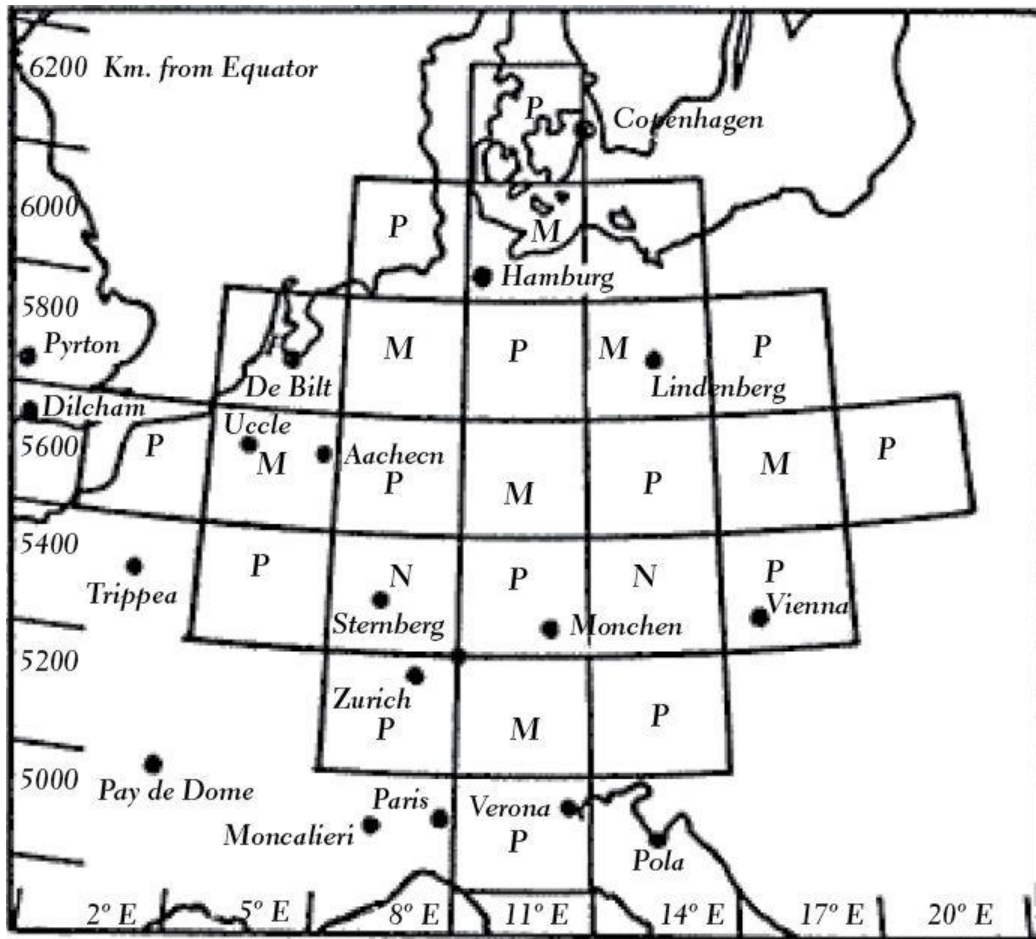 6200 Km. from Equator
P
Copenhagen
6000
P
M
Hamburg
5800
Pyrton
M
P
M
P
De Bilt
Lindenberg
Dilcham
Uccle
5600
P
M
Aachecn
P
M
P
M
P
5400
Trippea
P
N
P
N
P
Sternberg
Monchen
Vienna
5200
Zurich
P
M
P
5000
Pay de Dome
Paris
Verona
Moncalieri
P
Pola
2° E 5° E 8° E 11° E 14° E 17° E 20° E